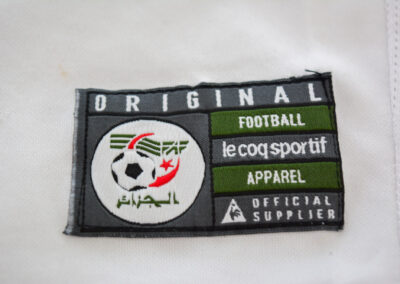 ORIGINAL
FAF
الجزائر
FOOTBALL
le coq sportif
APPAREL
OFFICIAL
SUPPLIER